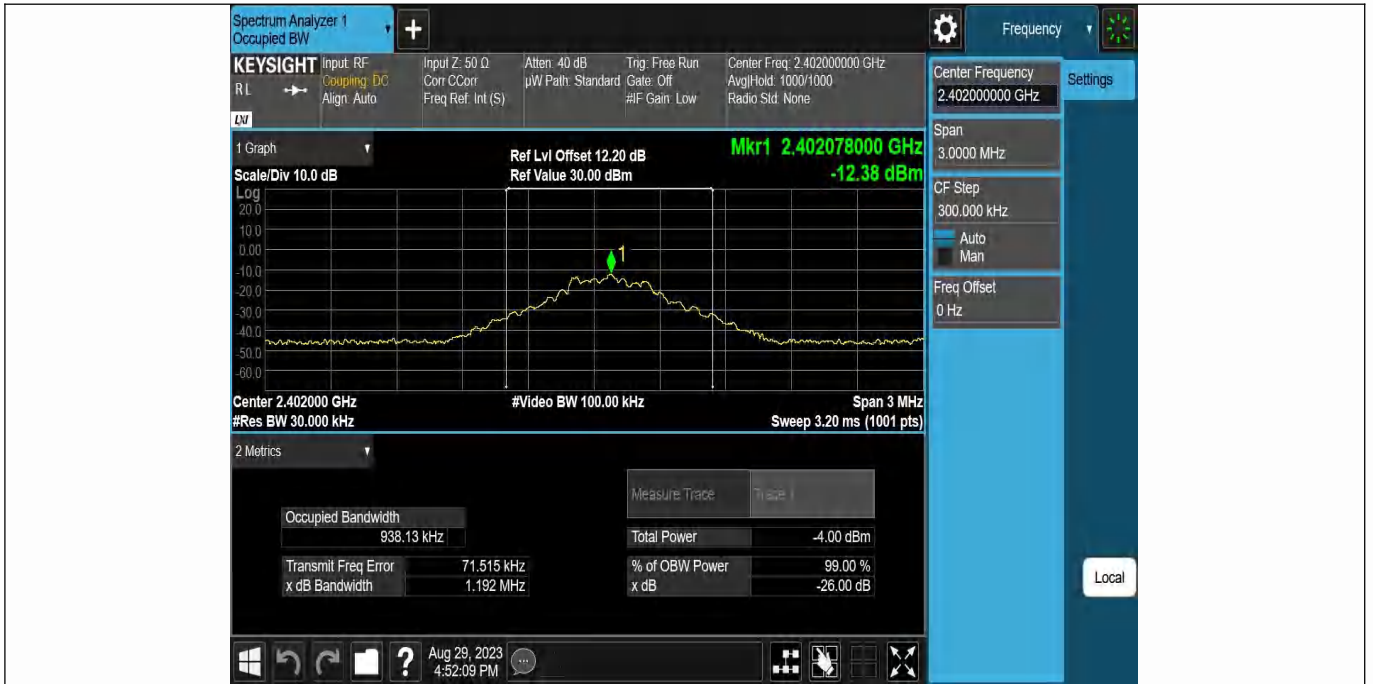 Spectrum Analyzer 1
Occupied BW
+
Frequency
KEYSIGHT
R L
LXI
Input: RF
Coupling: DC
Align: Auto
Input Z: 50 Ω
Corr CCorr
Freq Ref: Int (S)
Atten: 40 dB
µW Path: Standard
Trig: Free Run
Gate: Off
#IF Gain: Low
Center Freq: 2.402000000 GHz
Avg|Hold: 1000/1000
Radio Std: None
Center Frequency
2.402000000 GHz
Settings
Span
3.0000 MHz
CF Step
300.000 kHz
Auto
Man
Freq Offset
0 Hz
1 Graph
Scale/Div 10.0 dB
Ref Lvl Offset 12.20 dB
Ref Value 30.00 dBm
Mkr1 2.402078000 GHz
-12.38 dBm
Log
20.0
10.0
0.00
-10.0
-20.0
-30.0
-40.0
-50.0
-60.0
1
Center 2.402000 GHz
#Video BW 100.00 kHz
Span 3 MHz
#Res BW 30.000 kHz
Sweep 3.20 ms (1001 pts)
2 Metrics
Measure Trace
Trace 1
Occupied Bandwidth
938.13 kHz
Total Power
-4.00 dBm
Transmit Freq Error
71.515 kHz
% of OBW Power
99.00 %
x dB Bandwidth
1.192 MHz
x dB
-26.00 dB
Local
?
Aug 29, 2023
4:52:09 PM